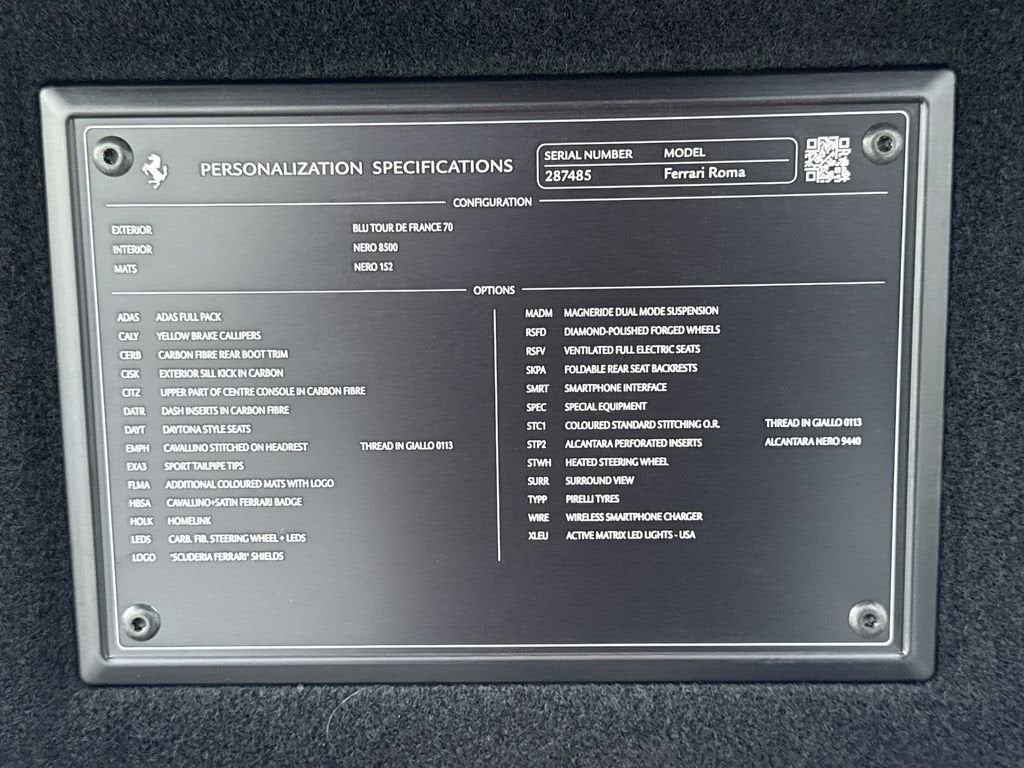 PERSONALIZATION SPECIFICATIONS
SERIAL NUMBER MODEL
287485 Ferrari Roma
CONFIGURATION
EXTERIOR BLU TOUR DE FRANCE 70
INTERIOR NERO 8500
MATS NERO 152
OPTIONS
ADAS ADAS FULL PACK
CALY YELLOW BRAKE CALLIPERS
CERB CARBON FIBRE REAR BOOT TRIM
CISK EXTERIOR SILL KICK IN CARBON
CITZ UPPER PART OF CENTRE CONSOLE IN CARBON FIBRE
DATR DASH INSERTS IN CARBON FIBRE
DAYT DAYTONA STYLE SEATS
EMPH CAVALLINO STITCHED ON HEADREST THREAD IN GIALLO 0113
EXA3 SPORT TAILPIPE TIPS
FLMA ADDITIONAL COLOURED MATS WITH LOGO
HBSA CAVALLINO+SATIN FERRARI BADGE
HOLK HOMELINK
LEDS CARB. FIB. STEERING WHEEL + LEDS
LOGO "SCUDERIA FERRARI" SHIELDS
MADM MAGNERIDE DUAL MODE SUSPENSION
RSFD DIAMOND-POLISHED FORGED WHEELS
RSFV VENTILATED FULL ELECTRIC SEATS
SKPA FOLDABLE REAR SEAT BACKRESTS
SMRT SMARTPHONE INTERFACE
SPEC SPECIAL EQUIPMENT
STC1 COLOURED STANDARD STITCHING O.R. THREAD IN GIALLO 0113
STP2 ALCANTARA PERFORATED INSERTS ALCANTARA NERO 9440
STWH HEATED STEERING WHEEL
SURR SURROUND VIEW
TYPP PIRELLI TYRES
WIRE WIRELESS SMARTPHONE CHARGER
XLEU ACTIVE MATRIX LED LIGHTS - USA